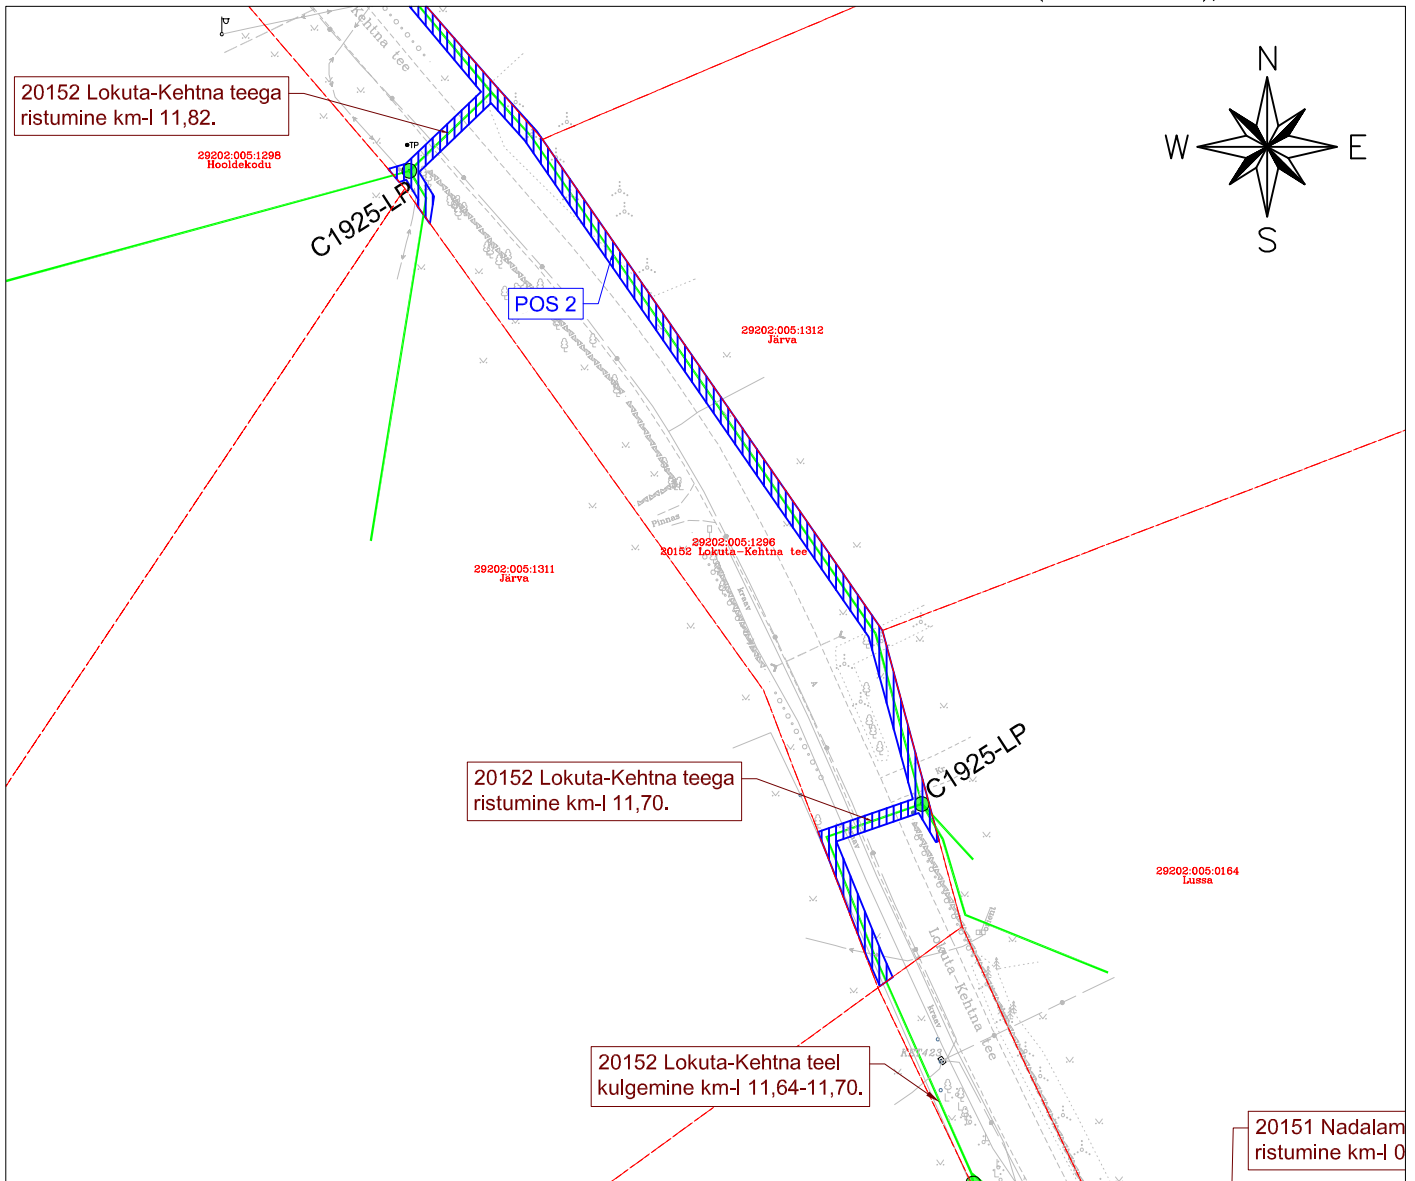 Kehtna tee
N
W E
S
20152 Lokuta-Kehtna teega
ristumine km-l 11,82.
TP
29202:005:1298
Hooldekodu
C1925-LP
POS 2
29202:005:1312
Järva
Pinnas
29202:005:1296
20152 Lokuta-Kehtna tee
29202:005:1311
Järva
kraav
C1925-LP
20152 Lokuta-Kehtna teega
ristumine km-l 11,70.
29202:005:0164
Lussa
Lokuta-Kehtna tee
kraav
KET423
20152 Lokuta-Kehtna teel
kulgemine km-l 11,64-11,70.
20151 Nadalam
ristumine km-l 0